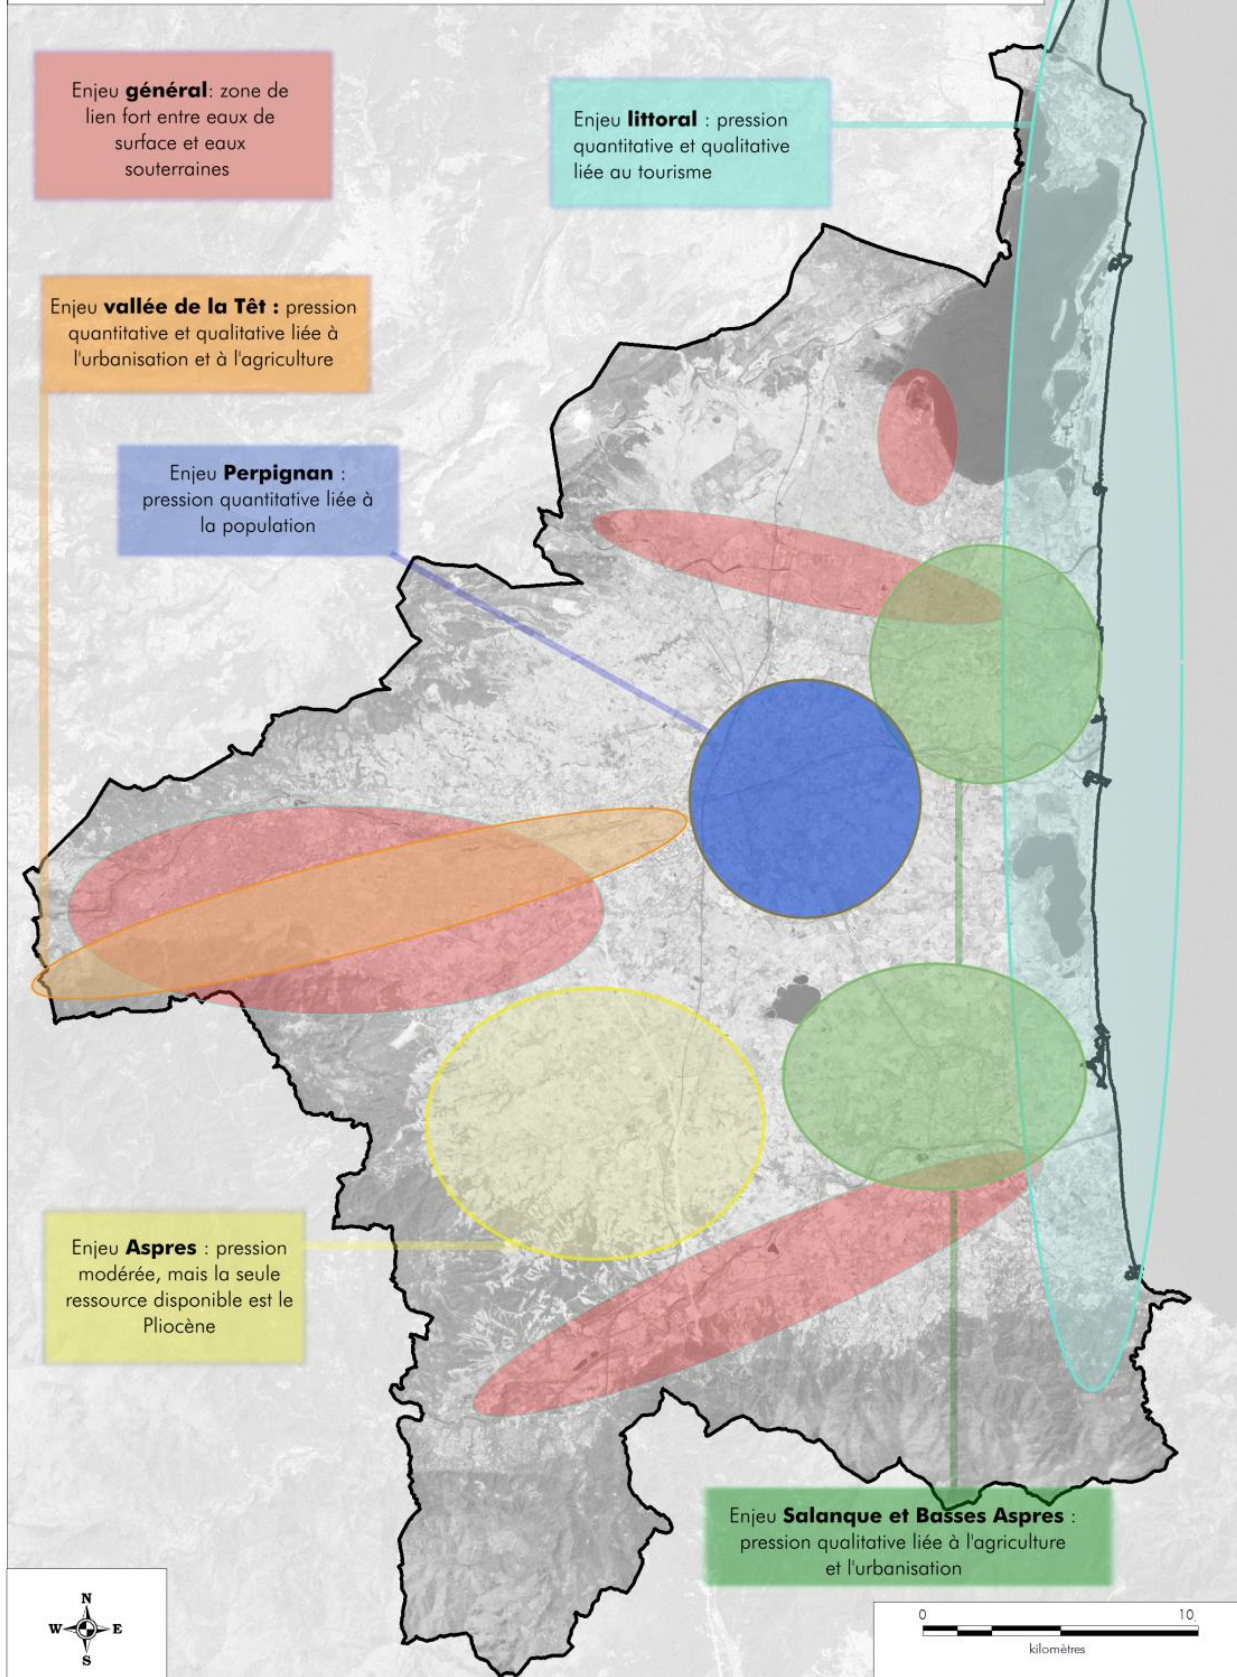 Enjeu général: zone de
lien fort entre eaux de
surface et eaux
souterraines
Enjeu littoral : pression
quantitative et qualitative
liée au tourisme
Enjeu vallée de la Têt : pression
quantitative et qualitative liée à
l'urbanisation et à l'agriculture
Enjeu Perpignan :
pression quantitative liée à
la population
Enjeu Aspres : pression
modérée, mais la seule
ressource disponible est le
Pliocène
Enjeu Salanque et Basses Aspres :
pression qualitative liée à l'agriculture
et l'urbanisation
N
W E
S
0 10
kilomètres